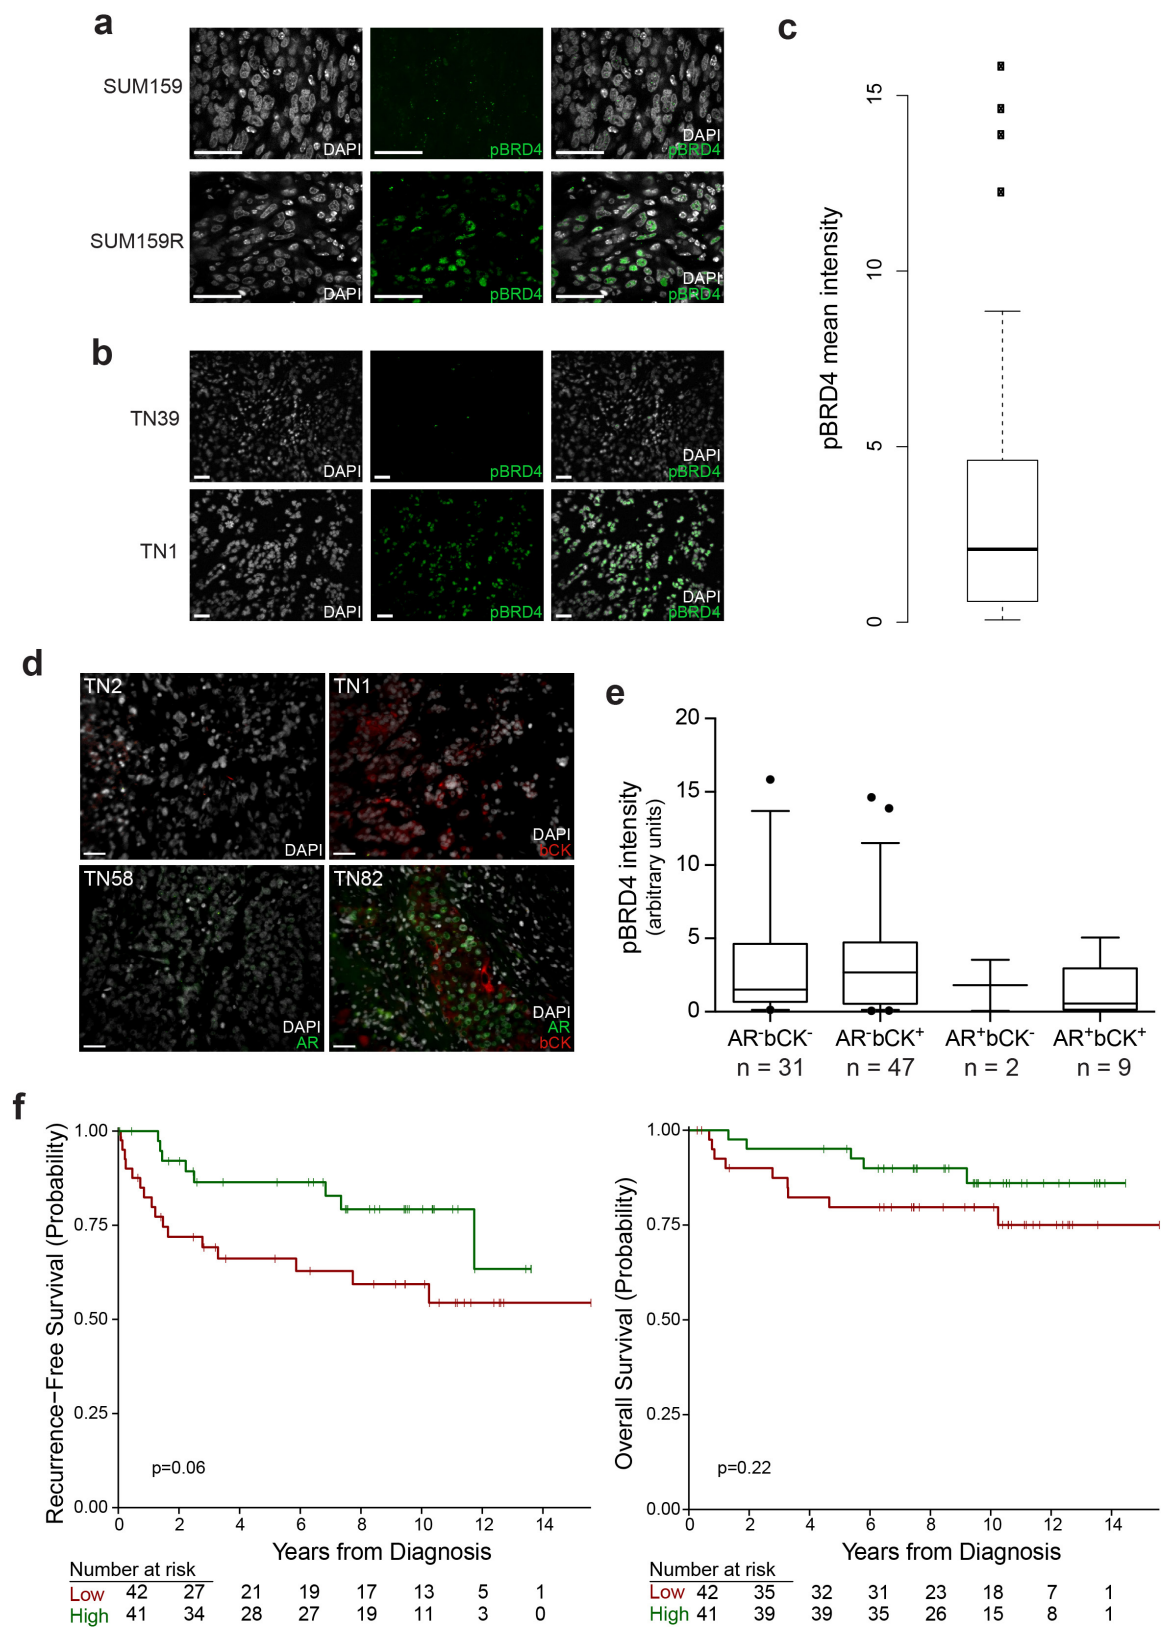 a
SUM159
DAPI
pBRD4
DAPI
pBRD4
SUM159R
DAPI
pBRD4
DAPI
pBRD4
b
TN39
DAPI
pBRD4
DAPI
pBRD4
TN1
DAPI
pBRD4
DAPI
pBRD4
c
pBRD4 mean intensity
15
10
5
0
d
TN2
DAPI
TN1
DAPI
bCK
TN58
DAPI
AR
TN82
DAPI
AR
bCK
e
pBRD4 intensity
(arbitrary units)
20
15
10
5
0
AR⁻bCK⁻ AR⁻bCK⁺ AR⁺bCK⁻ AR⁺bCK⁺
n = 31 n = 47 n = 2 n = 9
f
Recurrence−Free Survival (Probability)
1.00
0.75
0.50
0.25
0.00
p=0.06
0 2 4 6 8 10 12 14
Years from Diagnosis
Number at risk
Low 42 27 21 19 17 13 5 1
High 41 34 28 27 19 11 3 0
Overall Survival (Probability)
1.00
0.75
0.50
0.25
0.00
p=0.22
0 2 4 6 8 10 12 14
Years from Diagnosis
Number at risk
Low 42 35 32 31 23 18 7 1
High 41 39 39 35 26 15 8 1